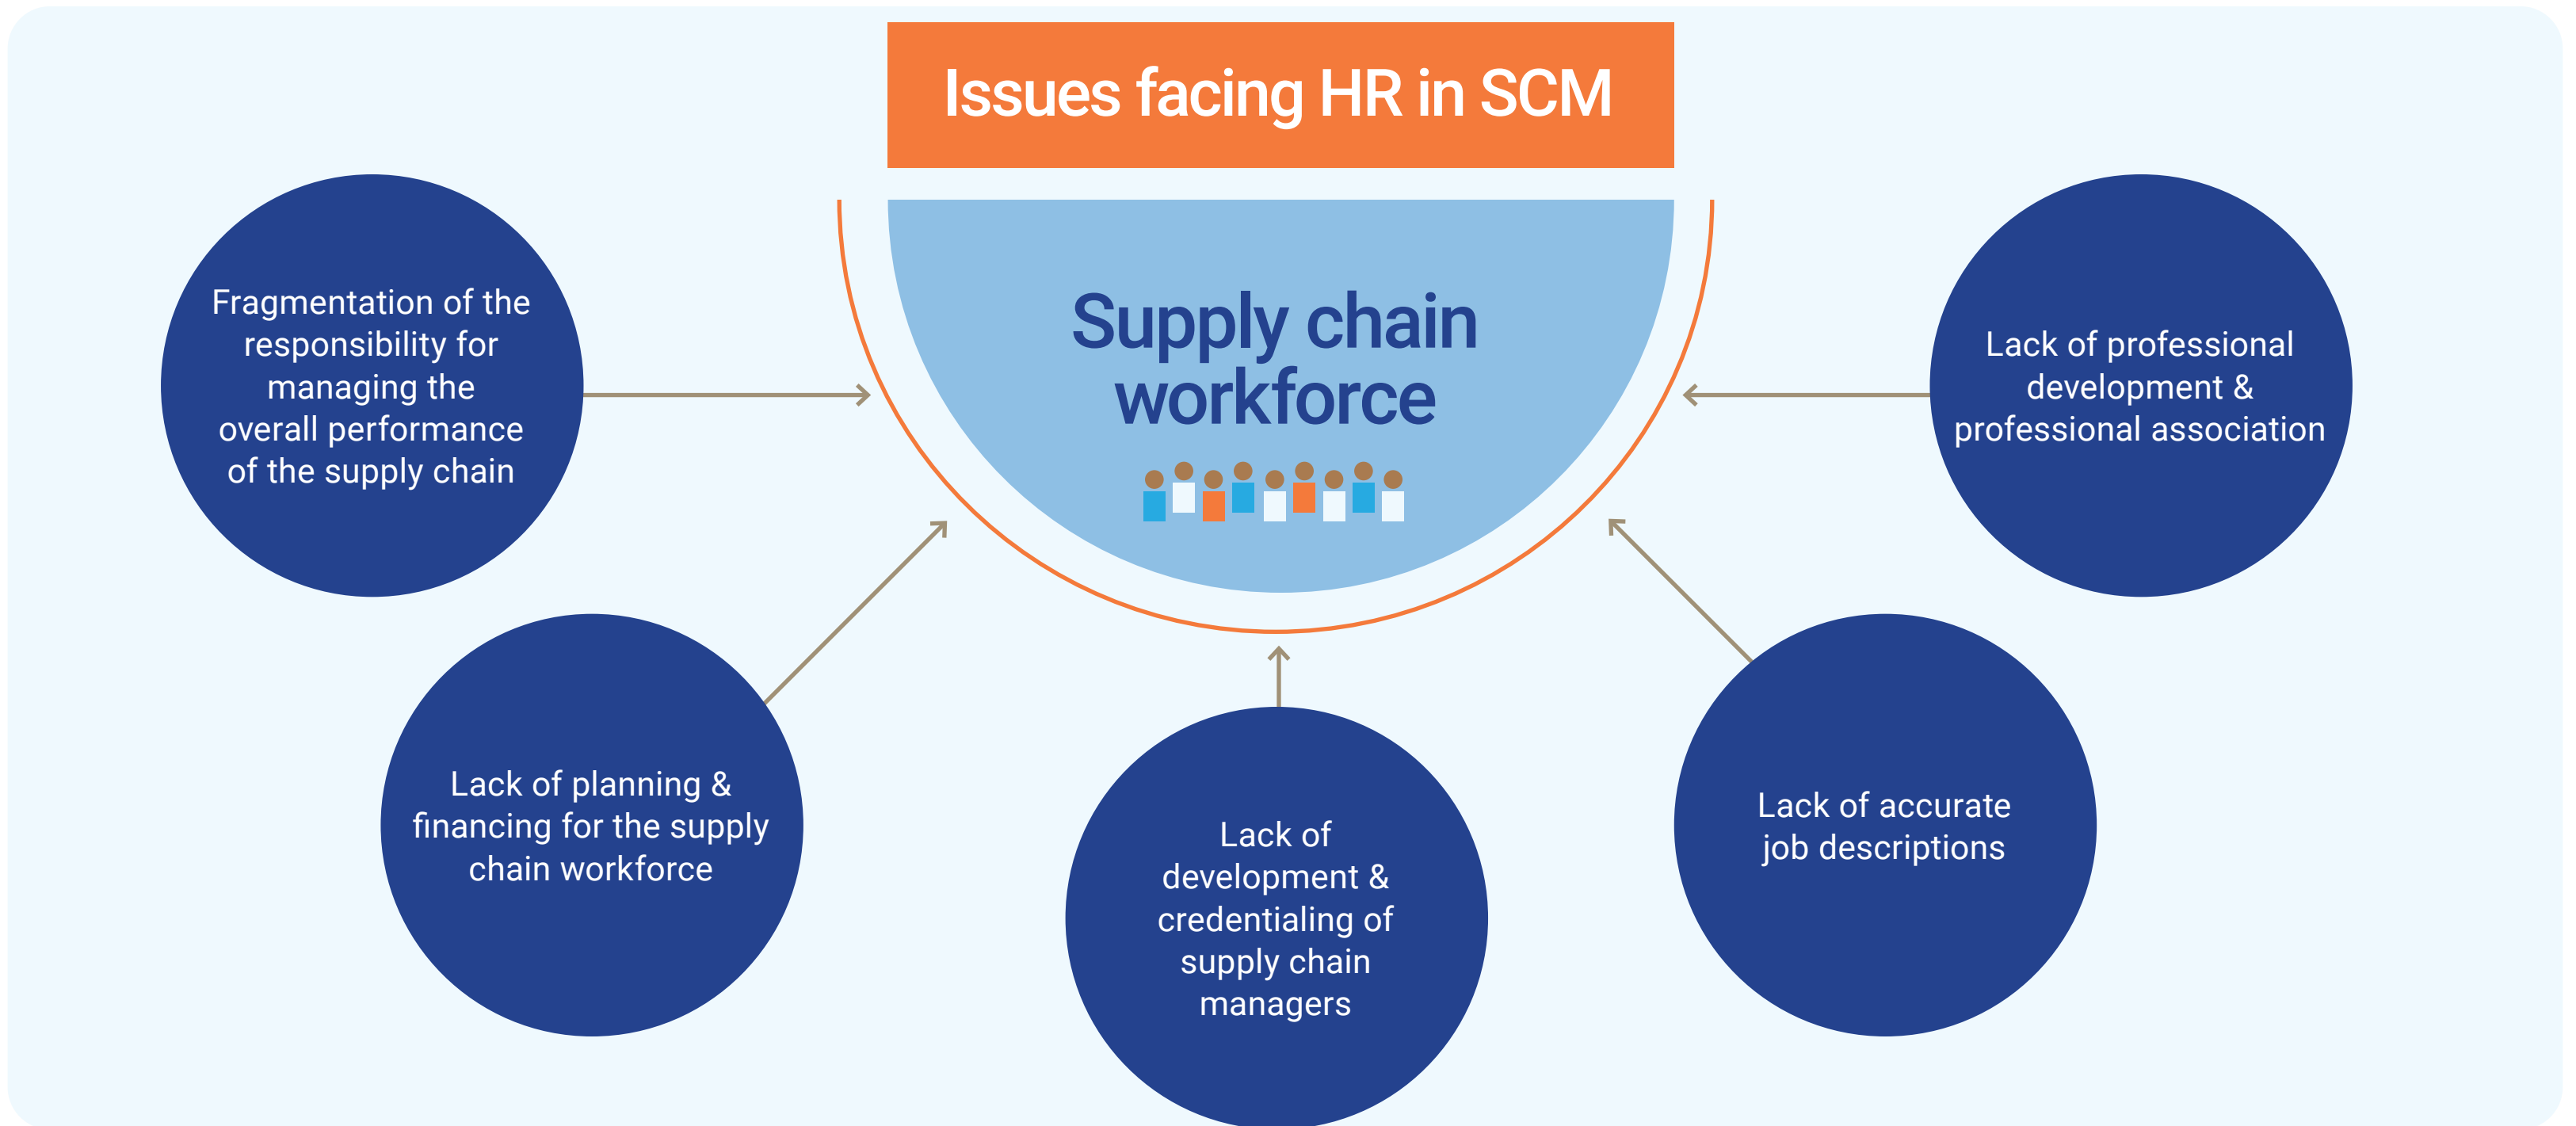 Issues facing HR in SCM
Supply chain
workforce
Fragmentation of the
responsibility for
managing the
overall performance
of the supply chain
Lack of planning &
financing for the supply
chain workforce
Lack of
development &
credentialing of
supply chain
managers
Lack of accurate
job descriptions
Lack of professional
development &
professional association